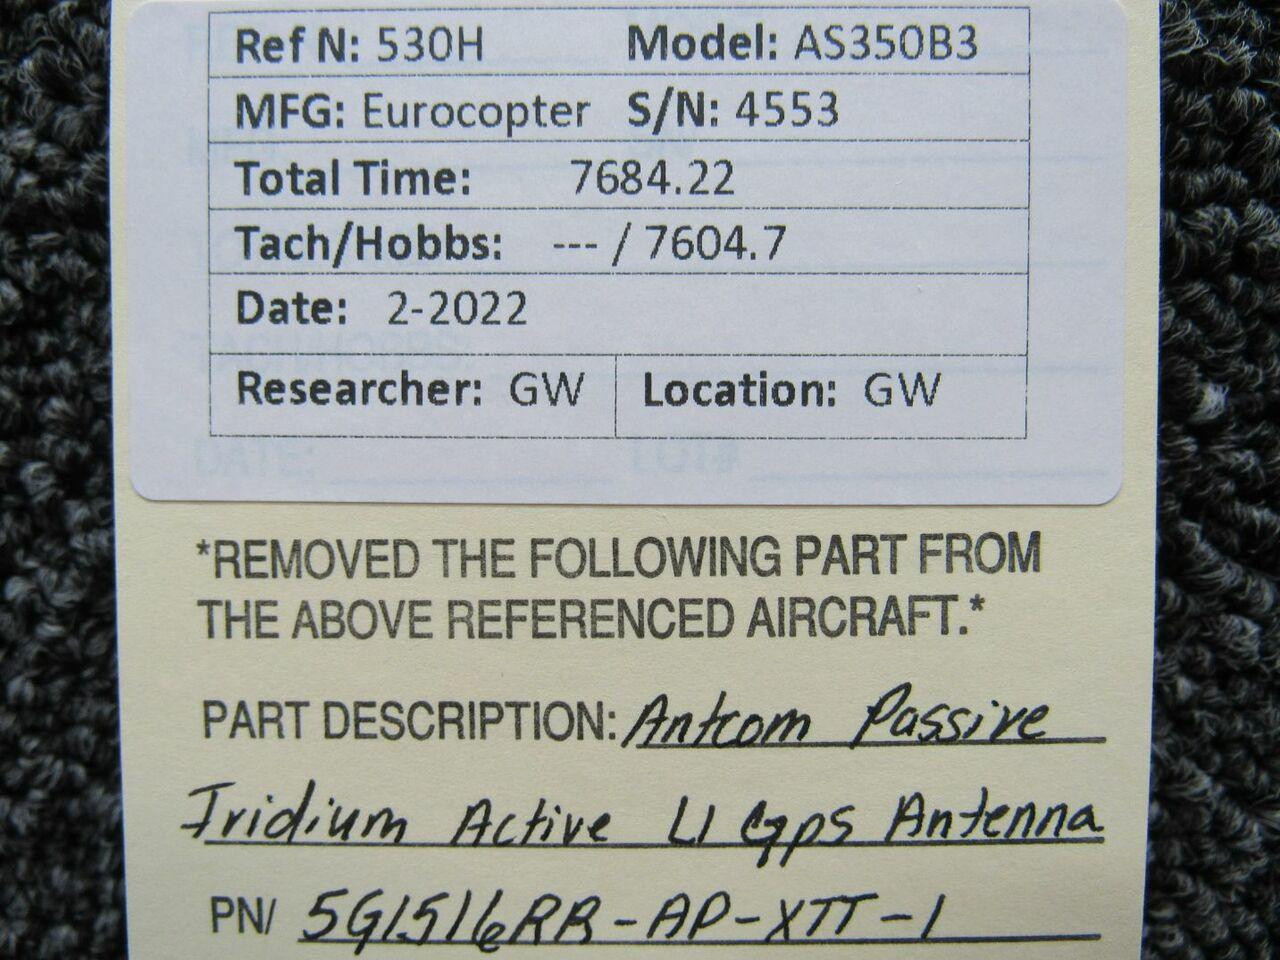 Ref N: 530H Model: AS350B3
MFG: Eurocopter S/N: 4553
Total Time: 7684.22
Tach/Hobbs: --- / 7604.7
Date: 2-2022
Researcher: GW Location: GW
DATE: LOT#
*REMOVED THE FOLLOWING PART FROM
THE ABOVE REFERENCED AIRCRAFT.*
PART DESCRIPTION: Antcom Passive
Iridium Active L1 Gps Antenna
PN/ 5G1516RR-AP-XTT-1